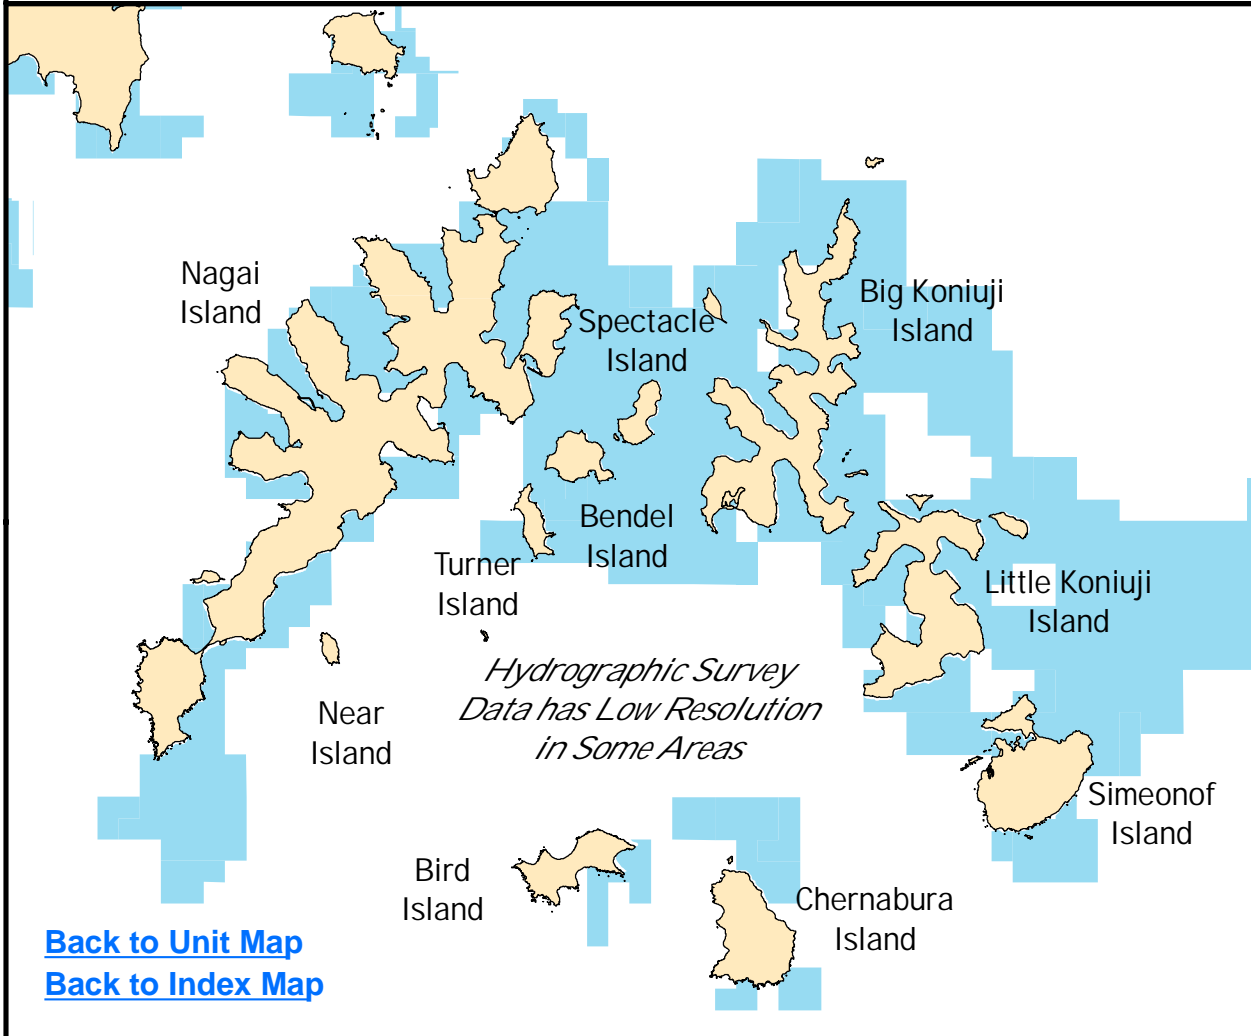 Nagai
Island
Big Koniuji
Island
Spectacle
Island
Bendel
Island
Turner
Island
Little Koniuji
Island
Hydrographic Survey
Data has Low Resolution
in Some Areas
Near
Island
Simeonof
Island
Bird
Island
Chernabura
Island
Back to Unit Map
Back to Index Map